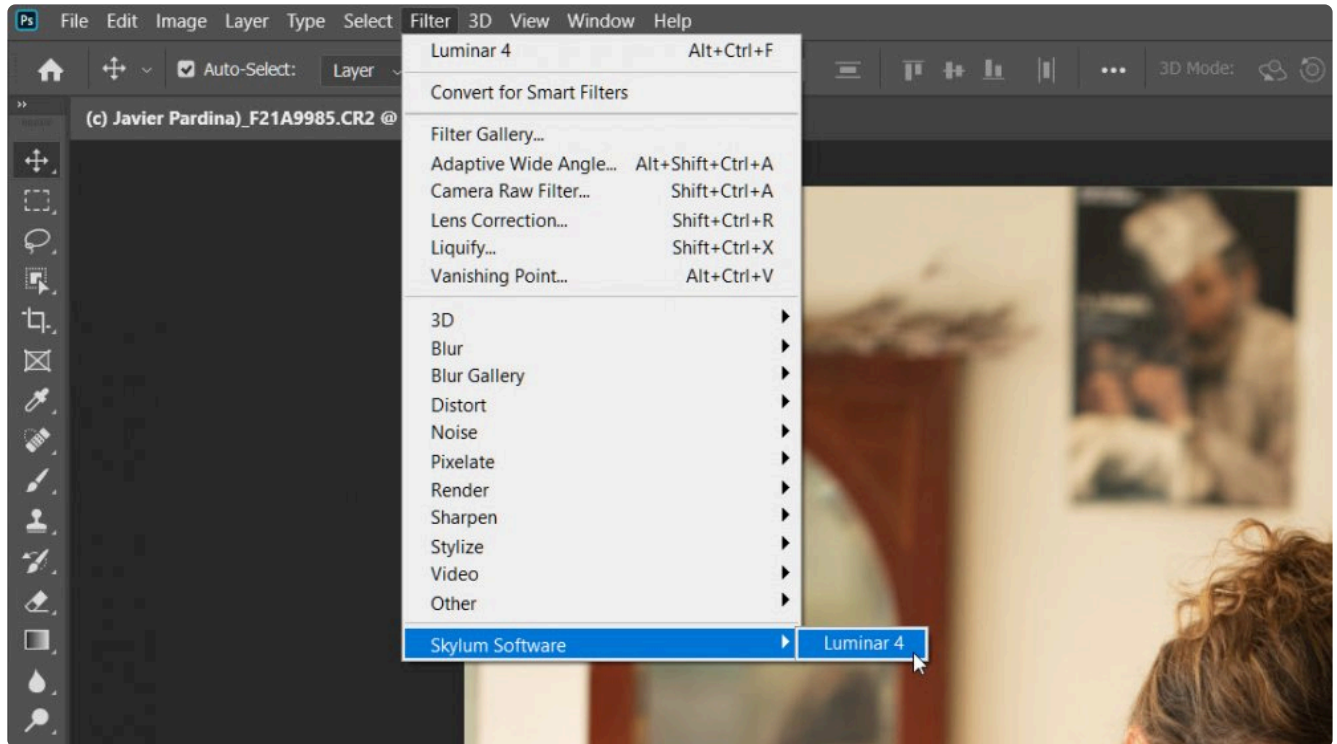 Ps File Edit Image Layer Type Select Filter 3D View Window Help
Auto-Select: Layer 3D Mode:
(c) Javier Pardina)_F21A9985.CR2 @
Luminar 4 Alt+Ctrl+F
Convert for Smart Filters
Filter Gallery...
Adaptive Wide Angle... Alt+Shift+Ctrl+A
Camera Raw Filter... Shift+Ctrl+A
Lens Correction... Shift+Ctrl+R
Liquify... Shift+Ctrl+X
Vanishing Point... Alt+Ctrl+V
3D
Blur
Blur Gallery
Distort
Noise
Pixelate
Render
Sharpen
Stylize
Video
Other
Skylum Software Luminar 4